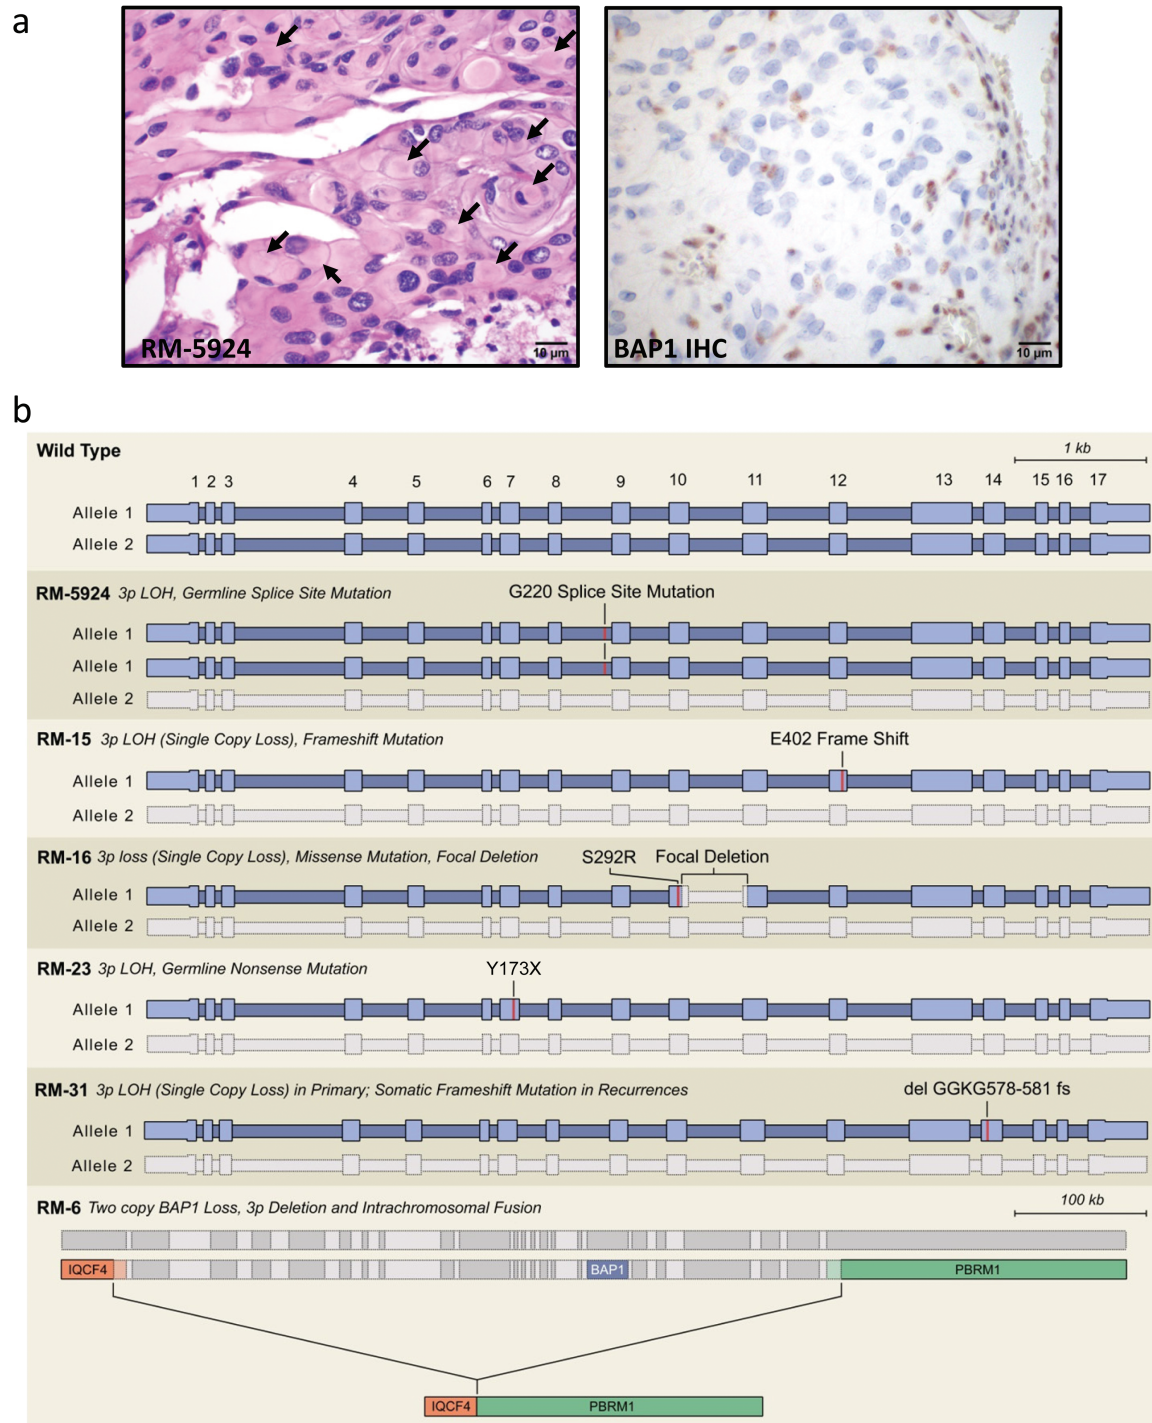 a
RM-5924
10 µm
BAP1 IHC
10 µm
b
Wild Type
1 kb
1 2 3 4 5 6 7 8 9 10 11 12 13 14 15 16 17
Allele 1
Allele 2
RM-5924 3p LOH, Germline Splice Site Mutation
G220 Splice Site Mutation
Allele 1
Allele 1
Allele 2
RM-15 3p LOH (Single Copy Loss), Frameshift Mutation
E402 Frame Shift
Allele 1
Allele 2
RM-16 3p loss (Single Copy Loss), Missense Mutation, Focal Deletion
S292R Focal Deletion
Allele 1
Allele 2
RM-23 3p LOH, Germline Nonsense Mutation
Y173X
Allele 1
Allele 2
RM-31 3p LOH (Single Copy Loss) in Primary; Somatic Frameshift Mutation in Recurrences
del GGKG578-581 fs
Allele 1
Allele 2
RM-6 Two copy BAP1 Loss, 3p Deletion and Intrachromosomal Fusion
100 kb
IQCF4 BAP1 PBRM1
IQCF4 PBRM1